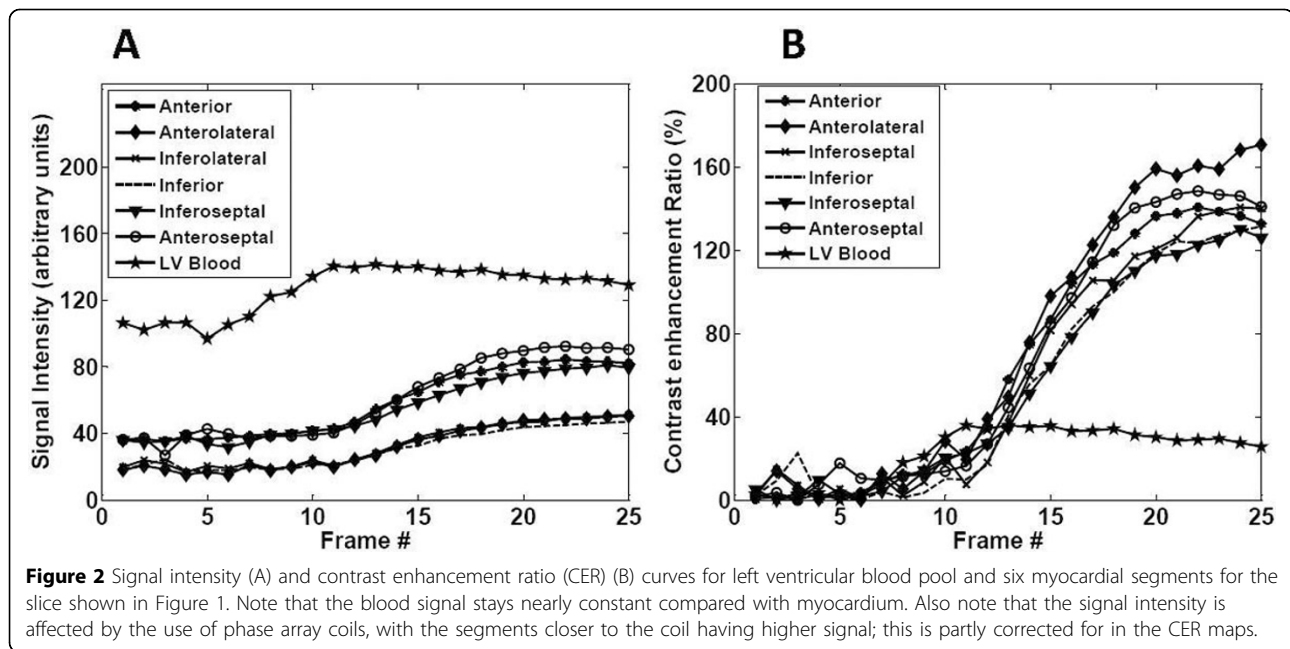 A
B
Signal Intensity (arbitrary units)
200
160
120
80
40
0
Anterior
Anterolateral
Inferolateral
Inferior
Inferoseptal
Anteroseptal
LV Blood
0
5
10
15
20
25
Frame #
Contrast enhancement Ratio (%)
200
160
120
80
40
0
Anterior
Anterolateral
Inferoseptal
Inferior
Inferoseptal
Anteroseptal
LV Blood
0
5
10
15
20
25
Frame #
Figure 2 Signal intensity (A) and contrast enhancement ratio (CER) (B) curves for left ventricular blood pool and six myocardial segments for the
slice shown in Figure 1. Note that the blood signal stays nearly constant compared with myocardium. Also note that the signal intensity is
affected by the use of phase array coils, with the segments closer to the coil having higher signal; this is partly corrected for in the CER maps.